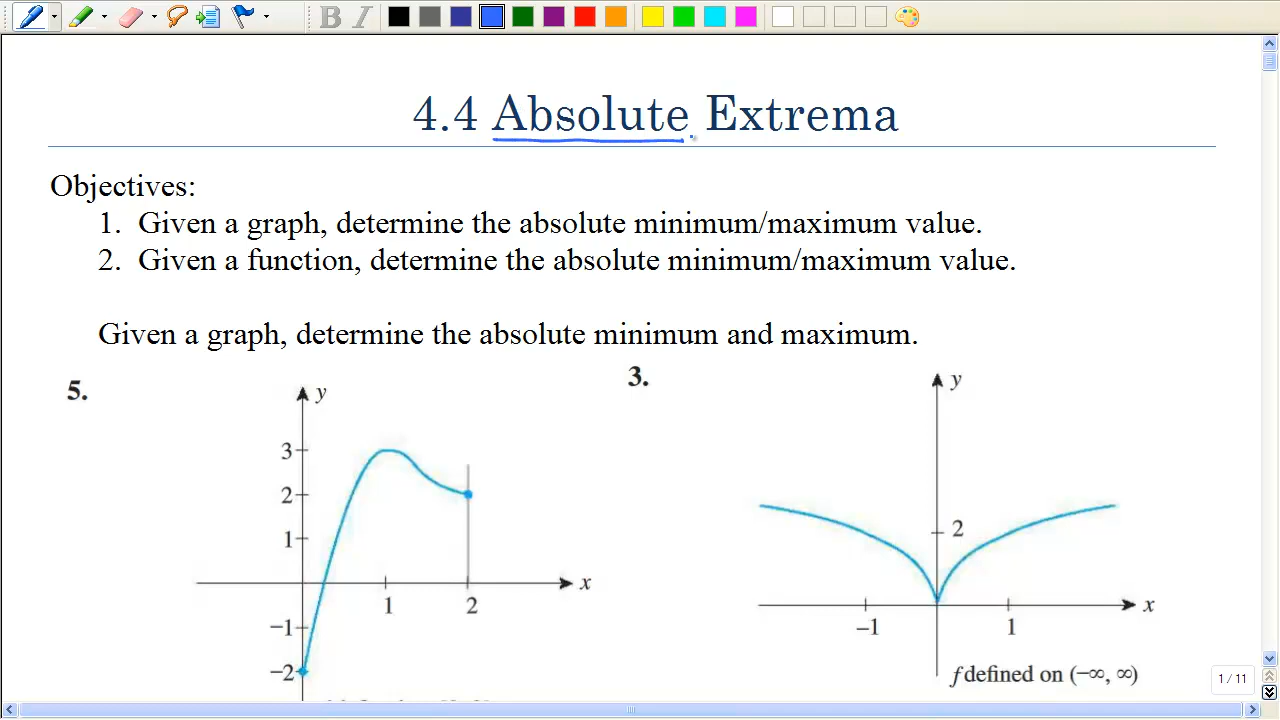 B I
4.4 Absolute Extrema
Objectives:
1. Given a graph, determine the absolute minimum/maximum value.
2. Given a function, determine the absolute minimum/maximum value.
Given a graph, determine the absolute minimum and maximum.
5.
y
3
2
1
−1
−2
1
2
x
3.
y
2
−1
1
x
f defined on (−∞, ∞)
1 / 11